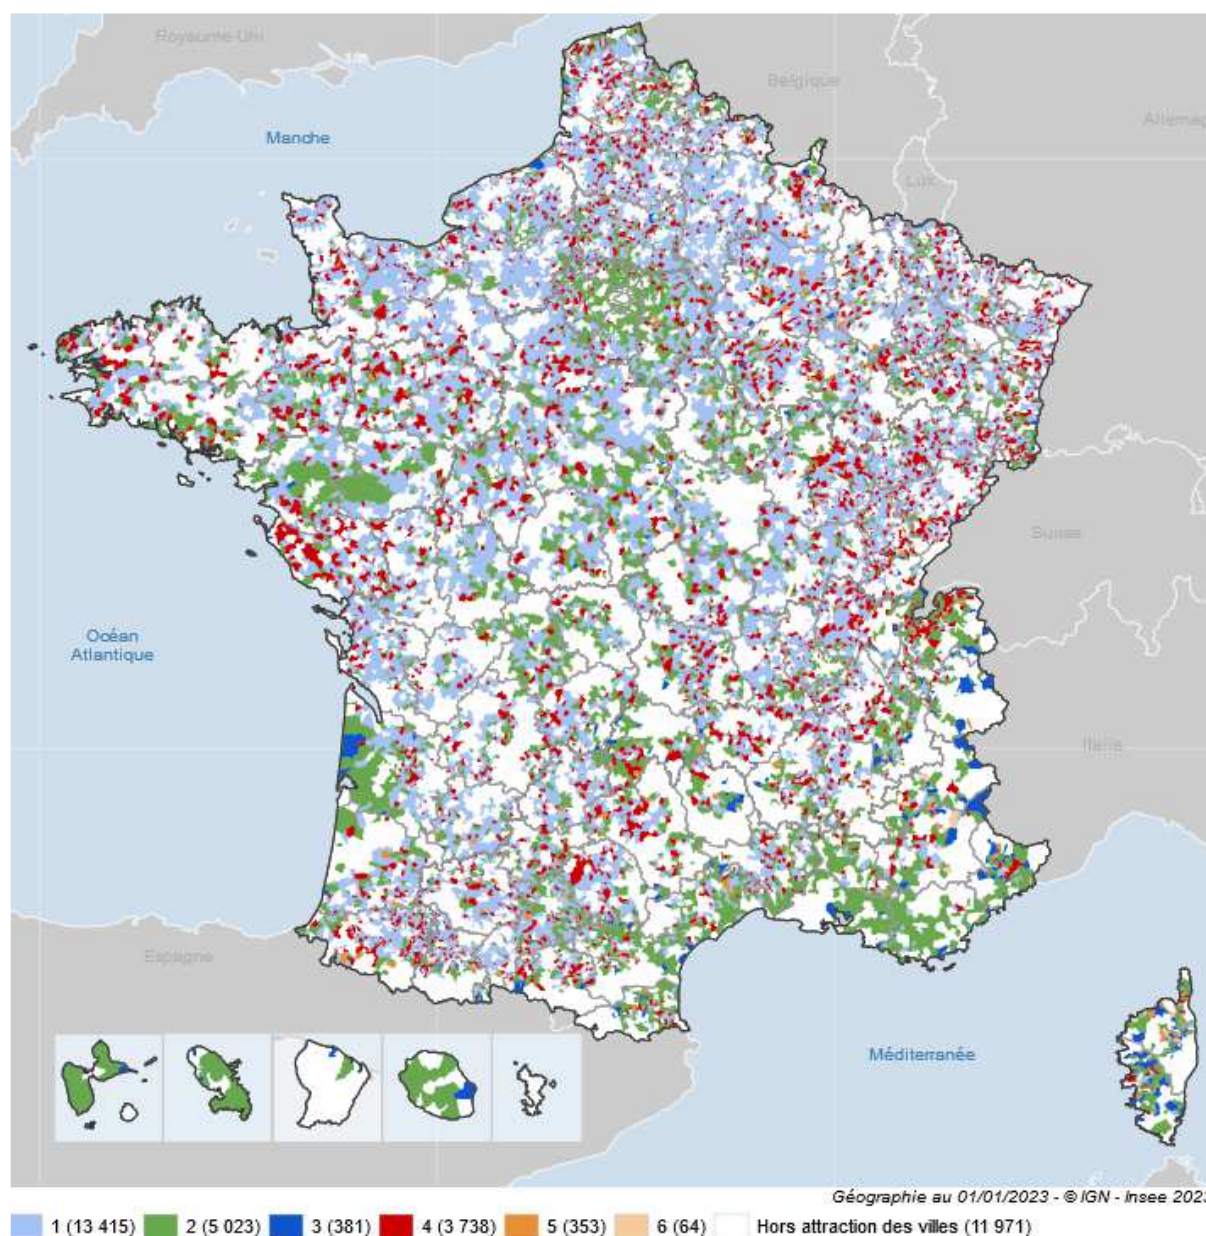 Royaume-Uni
Belgique
Manche
Allemag
Lux.
Suisse
Océan
Atlantique
Italie
Espagne
Méditerranée
Géographie au 01/01/2023 - © IGN - Insee 2023
1 (13 415) 2 (5 023) 3 (381) 4 (3 738) 5 (353) 6 (64) Hors attraction des villes (11 971)